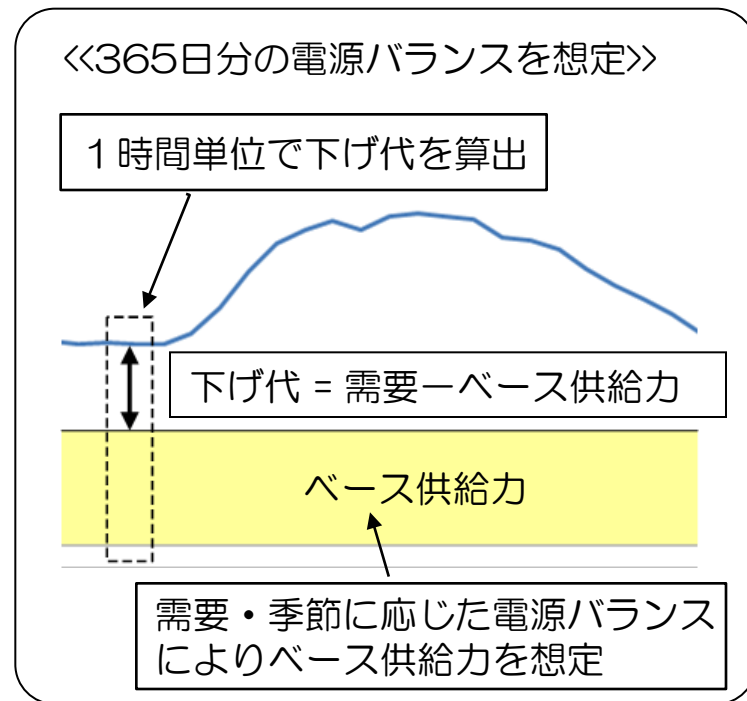 ≪365日分の電源バランスを想定≫
１時間単位で下げ代を算出
下げ代 = 需要－ベース供給力
ベース供給力
需要・季節に応じた電源バランス
によりベース供給力を想定